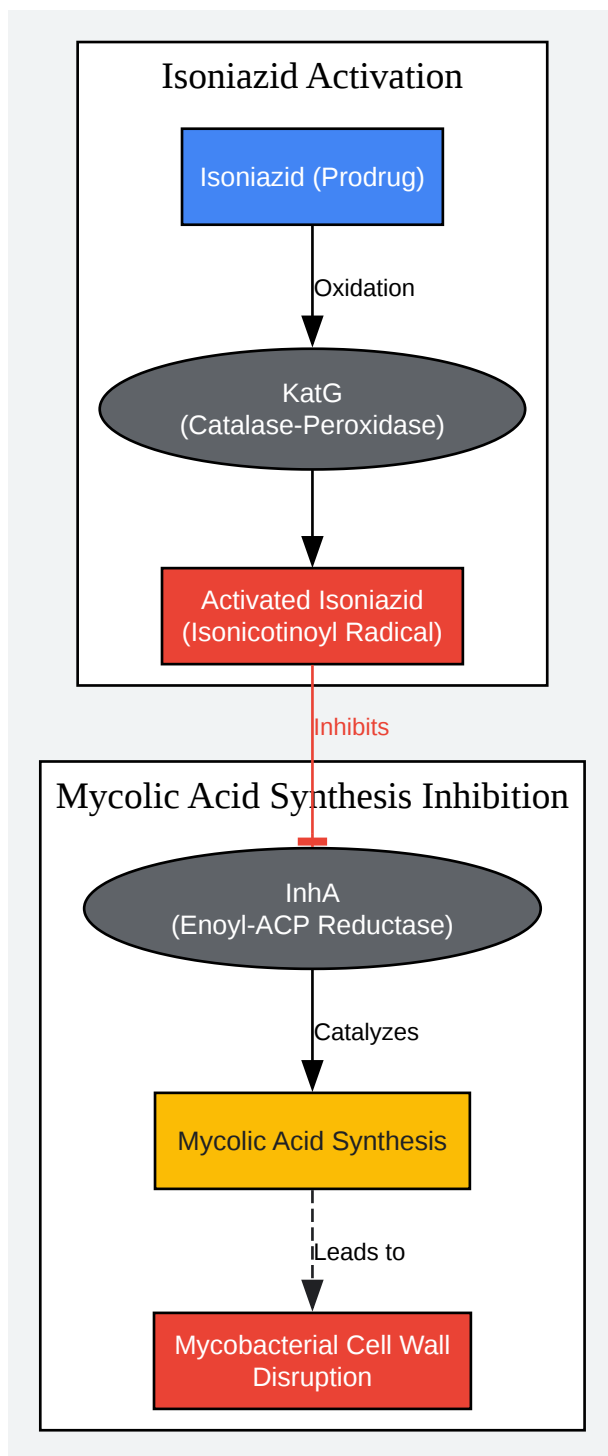 Isoniazid Activation
Isoniazid (Prodrug)
Oxidation
KatG
(Catalase-Peroxidase)
Activated Isoniazid
(Isonicotinoyl Radical)
Inhibits
Mycolic Acid Synthesis Inhibition
InhA
(Enoyl-ACP Reductase)
Catalyzes
Mycolic Acid Synthesis
Leads to
Mycobacterial Cell Wall
Disruption